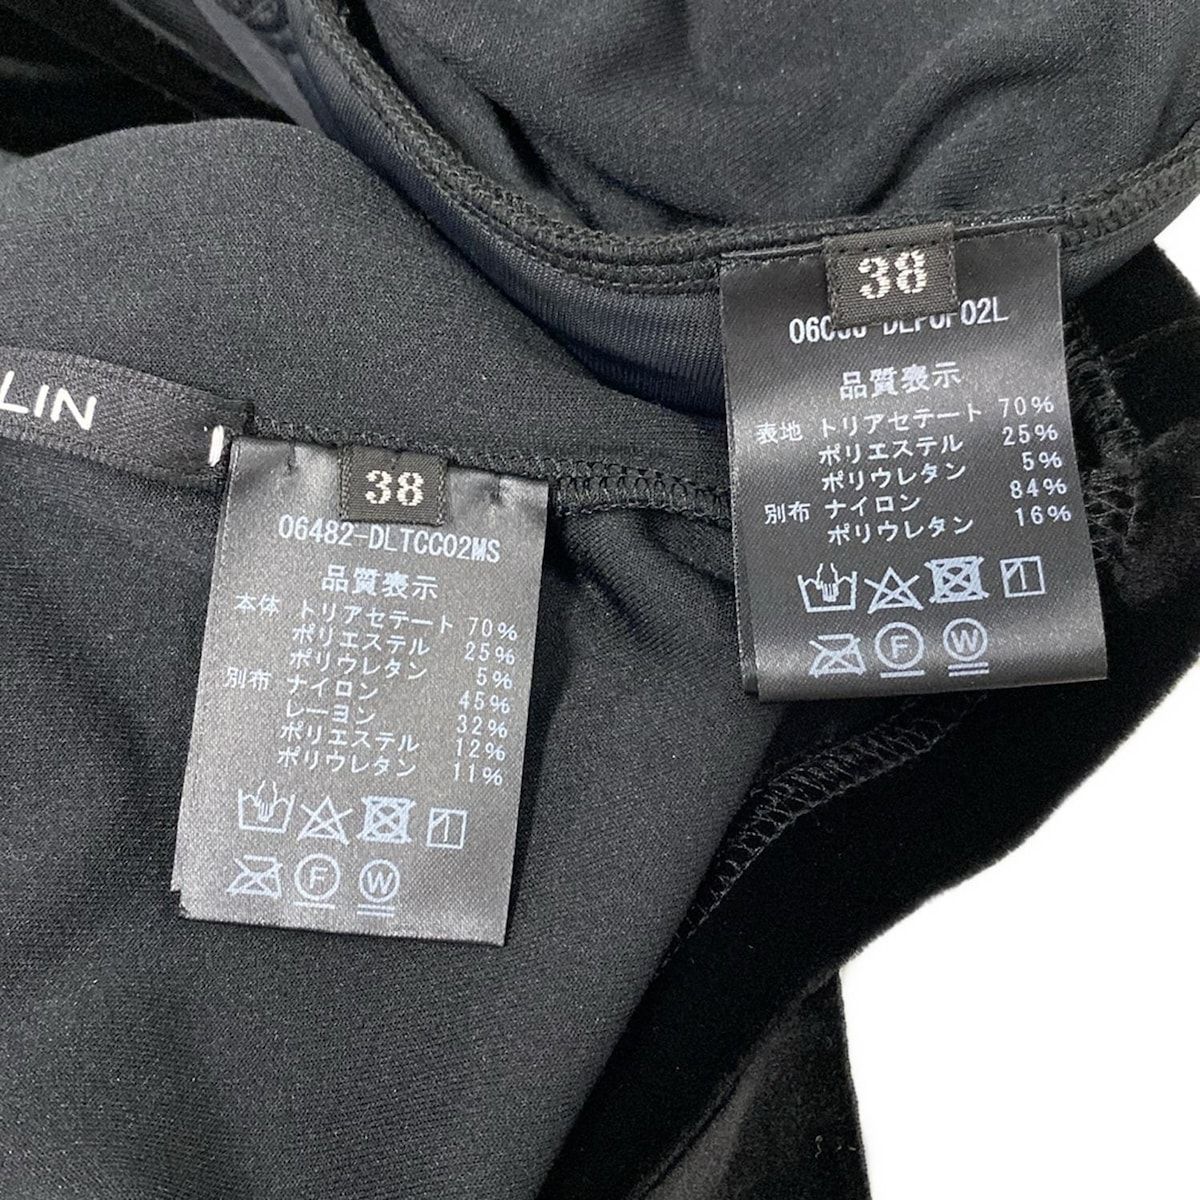 LIN
38
06482-DLTCC02MS
品質表示
本体 トリアセテート 70%
ポリエステル 25%
ポリウレタン 5%
別布 ナイロン 45%
レーヨン 32%
ポリエステル 12%
ポリウレタン 11%
F W
38
品質表示
表地 トリアセテート 70%
ポリエステル 25%
ポリウレタン 5%
別布 ナイロン 84%
ポリウレタン 16%
F W